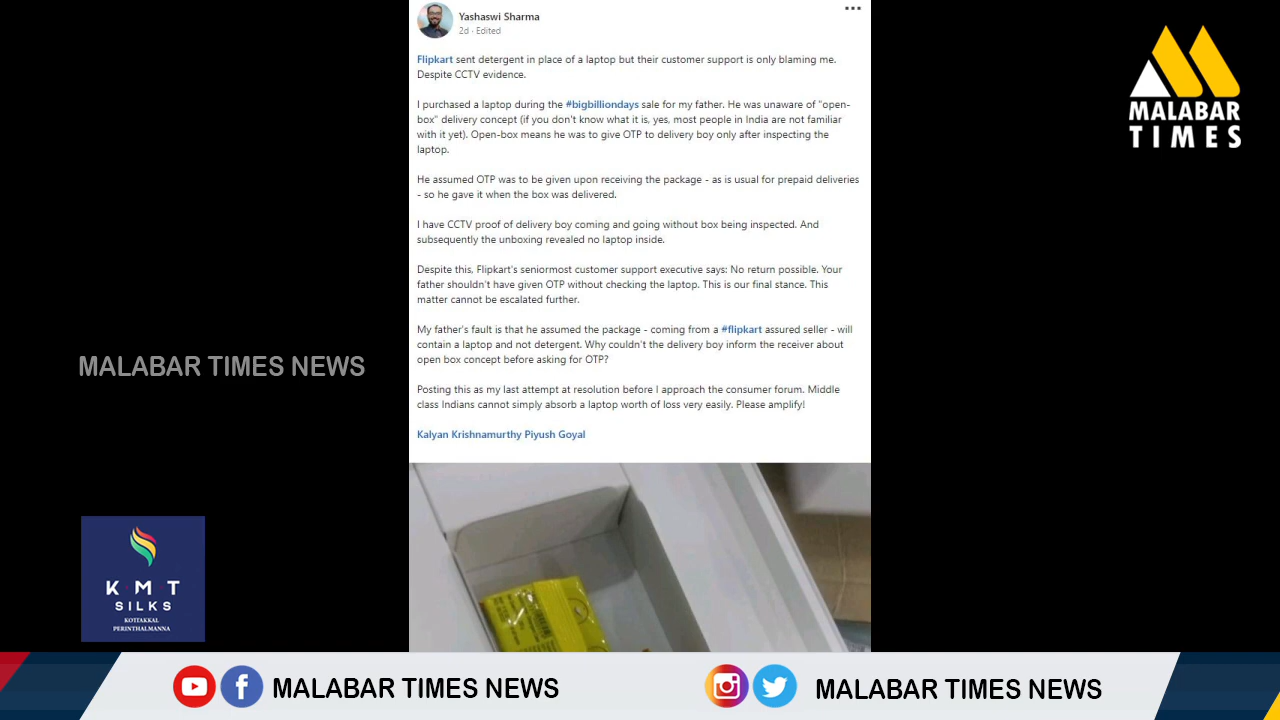 Yashaswi Sharma
2d · Edited
Flipkart sent detergent in place of a laptop but their customer support is only blaming me.
Despite CCTV evidence.
I purchased a laptop during the #bigbilliondays sale for my father. He was unaware of "open-
box" delivery concept (if you don't know what it is, yes, most people in India are not familiar
with it yet). Open-box means he was to give OTP to delivery boy only after inspecting the
laptop.
He assumed OTP was to be given upon receiving the package - as is usual for prepaid deliveries
- so he gave it when the box was delivered.
I have CCTV proof of delivery boy coming and going without box being inspected. And
subsequently the unboxing revealed no laptop inside.
Despite this, Flipkart's seniormost customer support executive says: No return possible. Your
father shouldn't have given OTP without checking the laptop. This is our final stance. This
matter cannot be escalated further.
My father's fault is that he assumed the package - coming from a #flipkart assured seller - will
contain a laptop and not detergent. Why couldn't the delivery boy inform the receiver about
open box concept before asking for OTP?
Posting this as my last attempt at resolution before I approach the consumer forum. Middle
class Indians cannot simply absorb a laptop worth of loss very easily. Please amplify!
Kalyan Krishnamurthy Piyush Goyal
MALABAR
TIMES
MALABAR TIMES NEWS
KMT
SILKS
KOTTAKKAL
PERINTHALMANNA
MALABAR TIMES NEWS
MALABAR TIMES NEWS